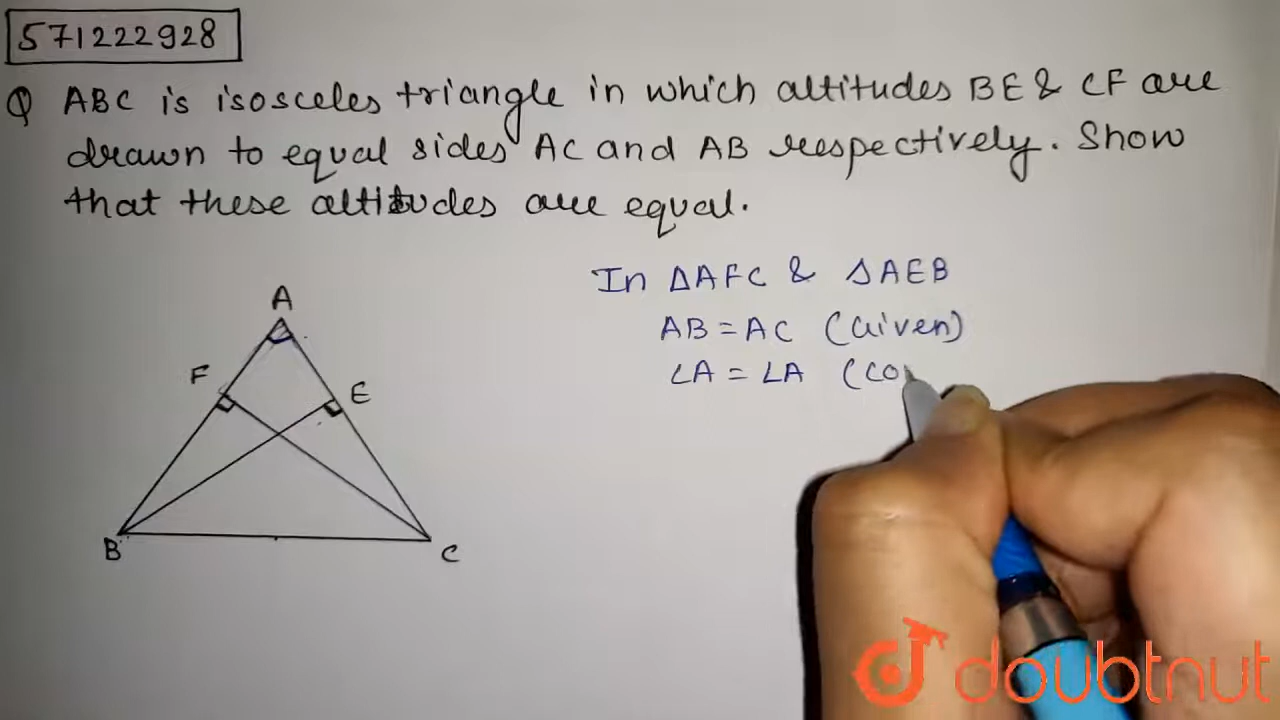 571222928
Q ABC is isosceles triangle in which altitudes BE & CF are
drawn to equal sides AC and AB respectively. Show
that these altitudes are equal.
In ΔAFC & ΔAEB
AB = AC (Given)
∠A = ∠A (co
A
F
E
B
C
doubtnut